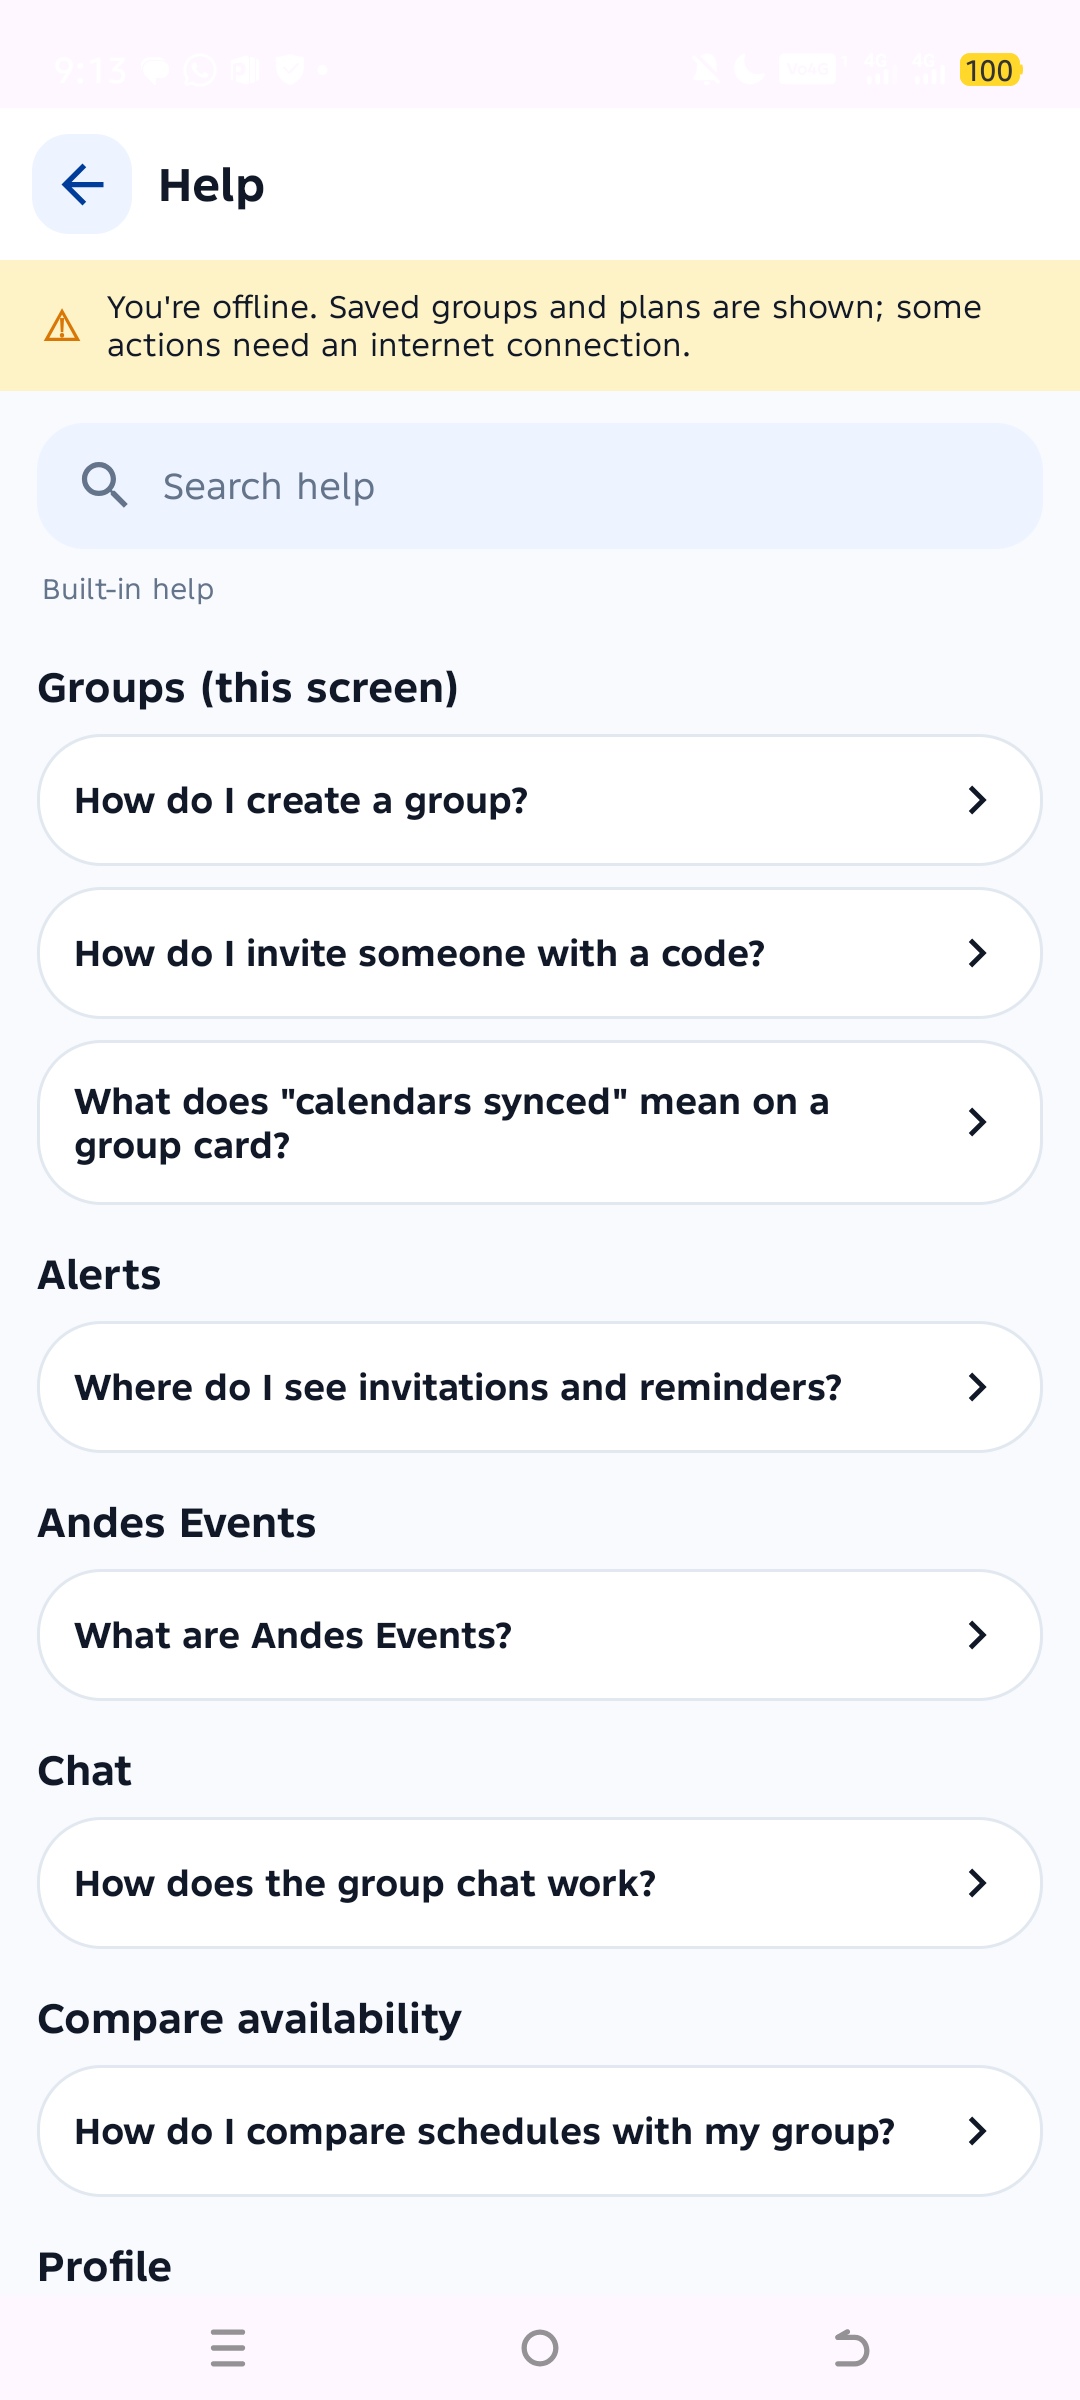 9:13
100
Help
You're offline. Saved groups and plans are shown; some
actions need an internet connection.
Search help
Built-in help
Groups (this screen)
How do I create a group?
How do I invite someone with a code?
What does "calendars synced" mean on a
group card?
Alerts
Where do I see invitations and reminders?
Andes Events
What are Andes Events?
Chat
How does the group chat work?
Compare availability
How do I compare schedules with my group?
Profile